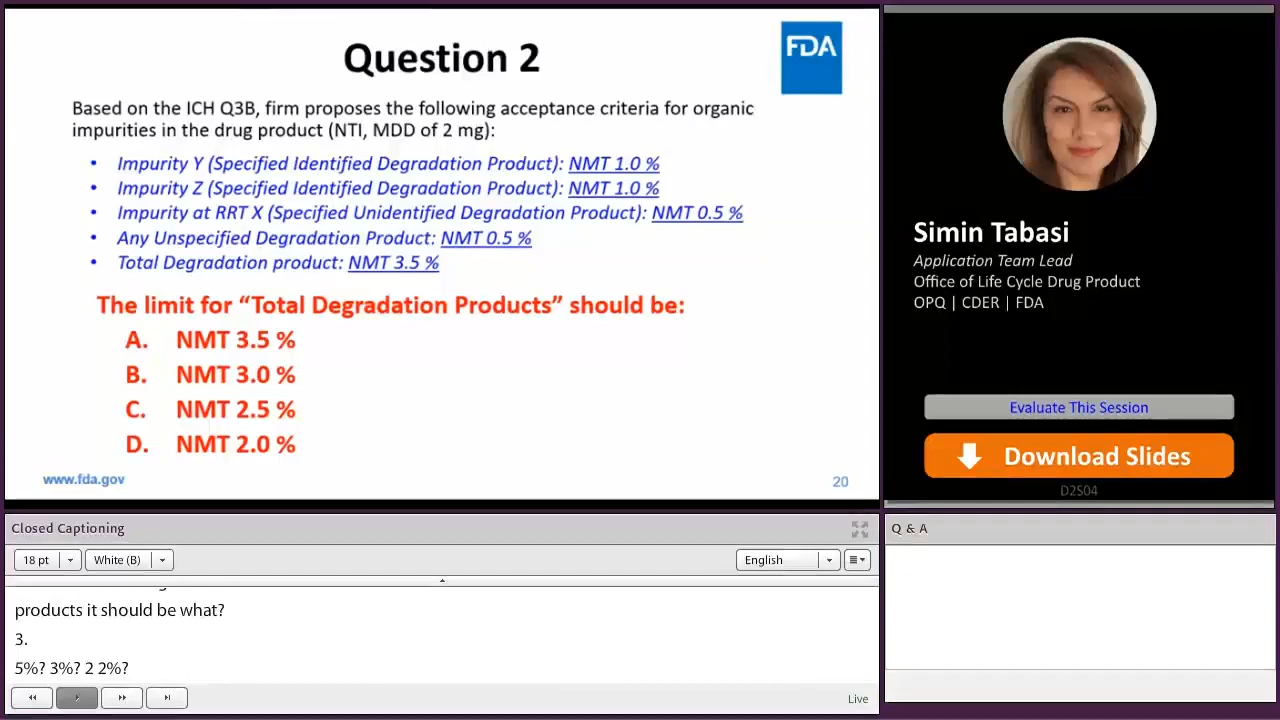 Question 2
FDA
Based on the ICH Q3B, firm proposes the following acceptance criteria for organic
impurities in the drug product (NTI, MDD of 2 mg):
• Impurity Y (Specified Identified Degradation Product): NMT 1.0 %
• Impurity Z (Specified Identified Degradation Product): NMT 1.0 %
• Impurity at RRT X (Specified Unidentified Degradation Product): NMT 0.5 %
• Any Unspecified Degradation Product: NMT 0.5 %
• Total Degradation product: NMT 3.5 %
The limit for “Total Degradation Products” should be:
A. NMT 3.5 %
B. NMT 3.0 %
C. NMT 2.5 %
D. NMT 2.0 %
www.fda.gov
20
Simin Tabasi
Application Team Lead
Office of Life Cycle Drug Product
OPQ | CDER | FDA
Evaluate This Session
Download Slides
D2S04
Closed Captioning
18 pt
White (B)
English
products it should be what?
3.
5%? 3%? 2 2%?
Live
Q & A